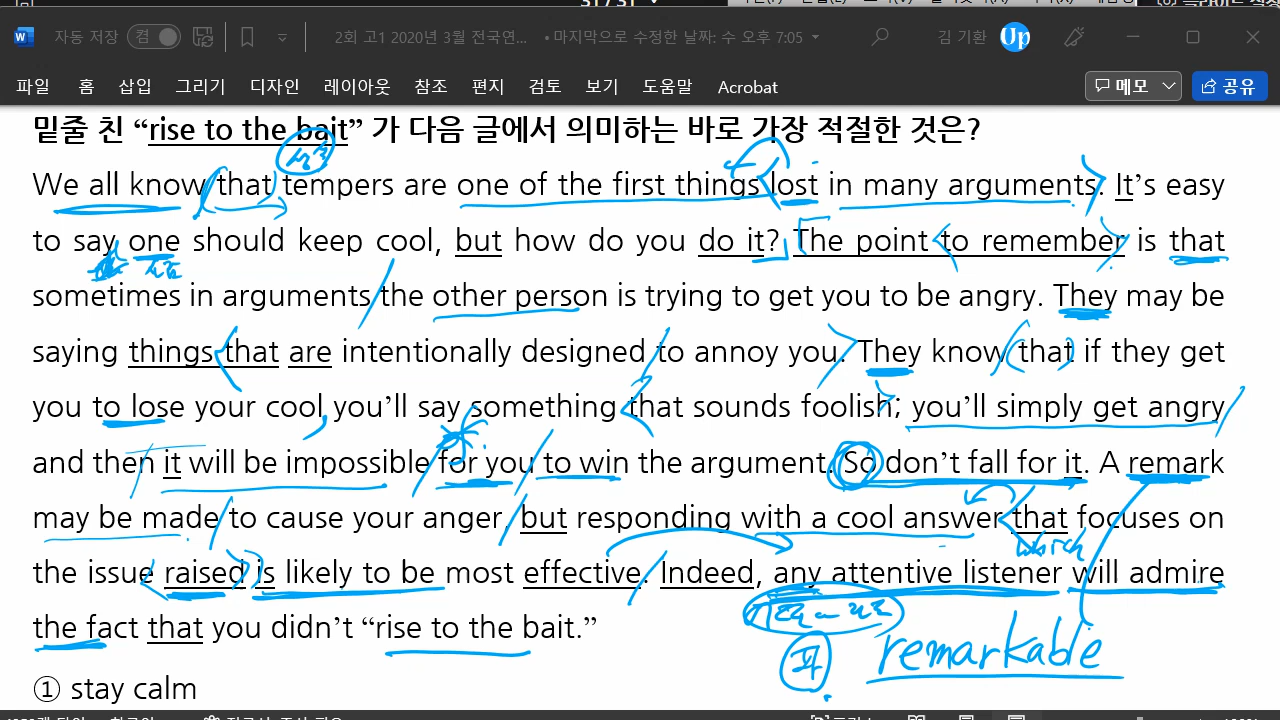 31 / 31
자동 저장 켬 2회 고1 2020년 3월 전국연... • 마지막으로 수정한 날짜: 수 오후 7:05 김 기환 Up
파일 홈 삽입 그리기 디자인 레이아웃 참조 편지 검토 보기 도움말 Acrobat 메모 공유
밑줄 친 “rise to the bait” 가 다음 글에서 의미하는 바로 가장 적절한 것은?
We all know that tempers are one of the first things lost in many arguments. It’s easy
to say one should keep cool, but how do you do it? The point to remember is that
sometimes in arguments the other person is trying to get you to be angry. They may be
saying things that are intentionally designed to annoy you. They know that if they get
you to lose your cool, you’ll say something that sounds foolish; you’ll simply get angry
and then it will be impossible for you to win the argument. So don’t fall for it. A remark
may be made to cause your anger, but responding with a cool answer that focuses on
which
the issue raised is likely to be most effective. Indeed, any attentive listener will admire
the fact that you didn’t “rise to the bait.”
remarkable
① stay calm